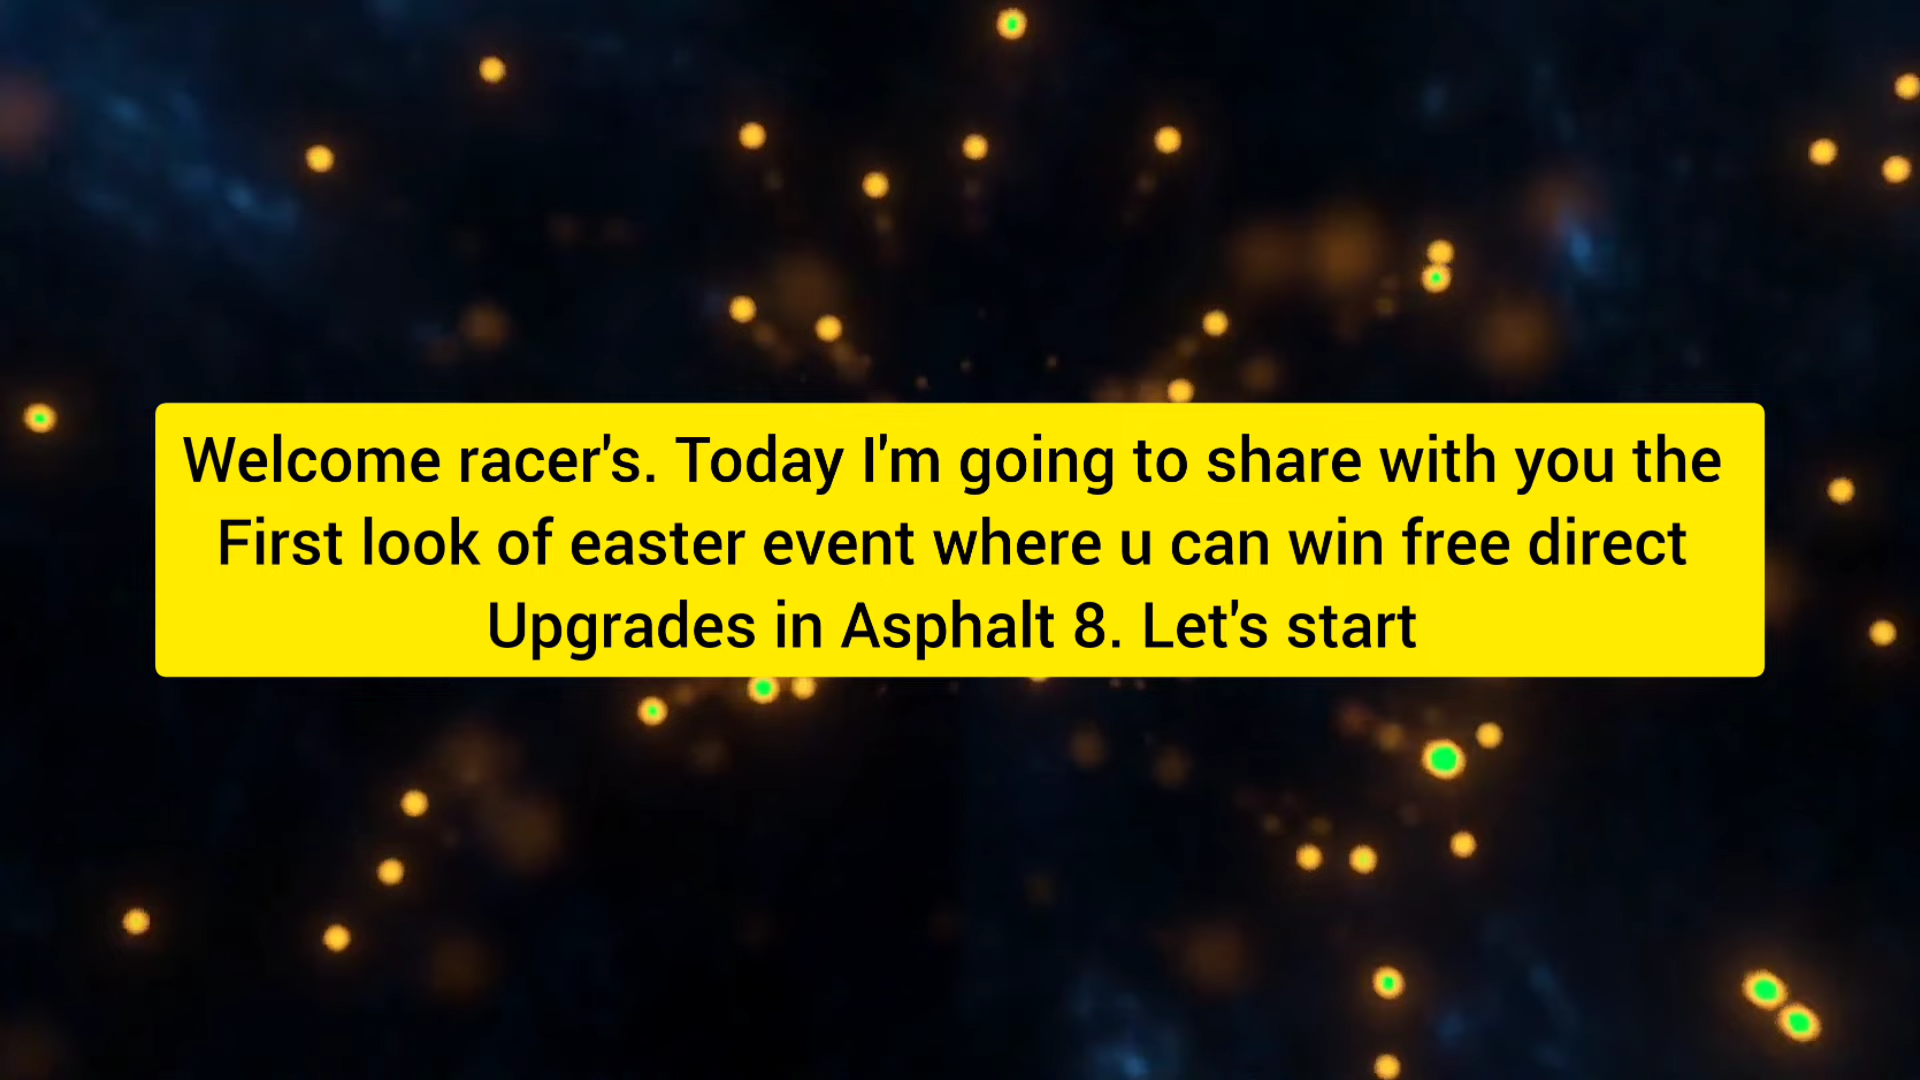 Welcome racer's. Today I'm going to share with you the
First look of easter event where u can win free direct
Upgrades in Asphalt 8. Let's start